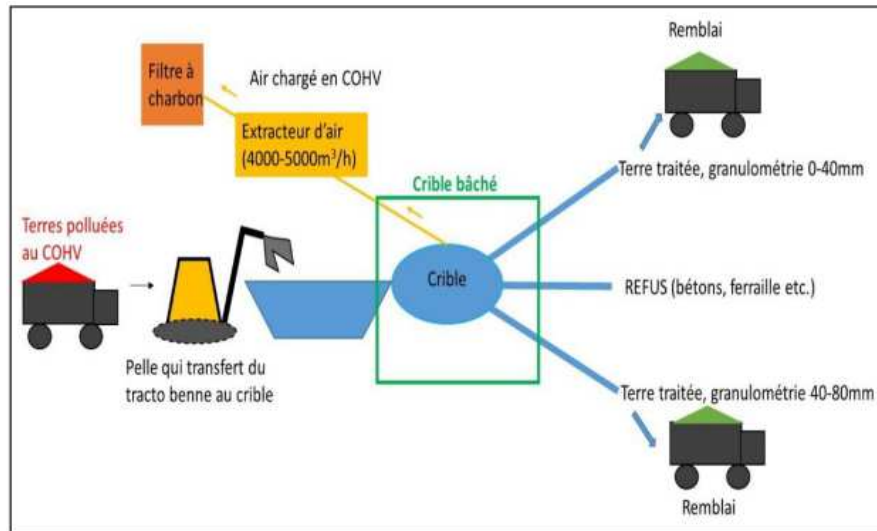 Remblai
Filtre à
charbon
Air chargé en COHV
Extracteur d'air
(4000-5000m³/h)
Terre traitée, granulométrie 0-40mm
Crible bâché
Terres polluées
au COHV
Crible
REFUS (bétons, ferraille etc.)
Pelle qui transfert du
tracto benne au crible
Terre traitée, granulométrie 40-80mm
Remblai